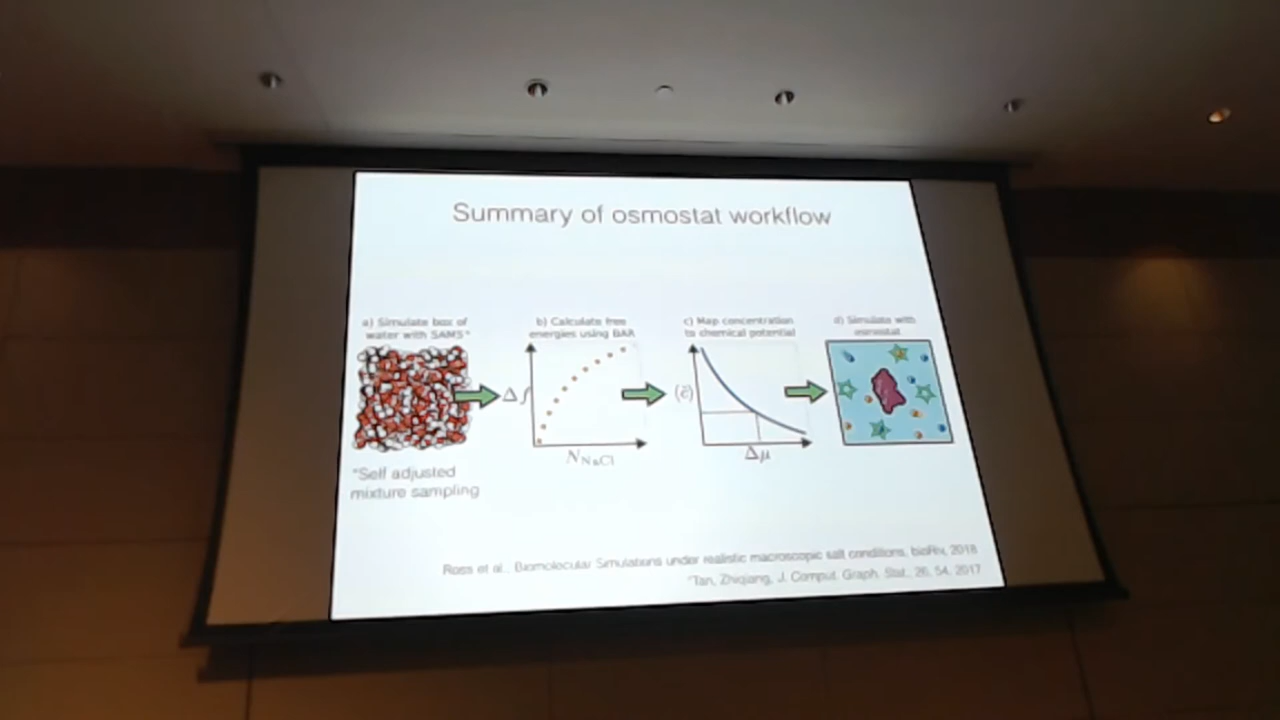 Summary of osmostat workflow
a) Simulate box of
water with SAMS*
b) Calculate free
energies using BAR
c) Map concentration
to chemical potential
d) Simulate with
osmostat
Δf
N_NaCl
⟨c̄⟩
Δμ
*Self adjusted
mixture sampling
Ross et al., Biomolecular Simulations under realistic macroscopic salt conditions, bioRiv, 2018
*Tan, Zhiqiang, J. Comput. Graph. Stat., 26, 54, 2017